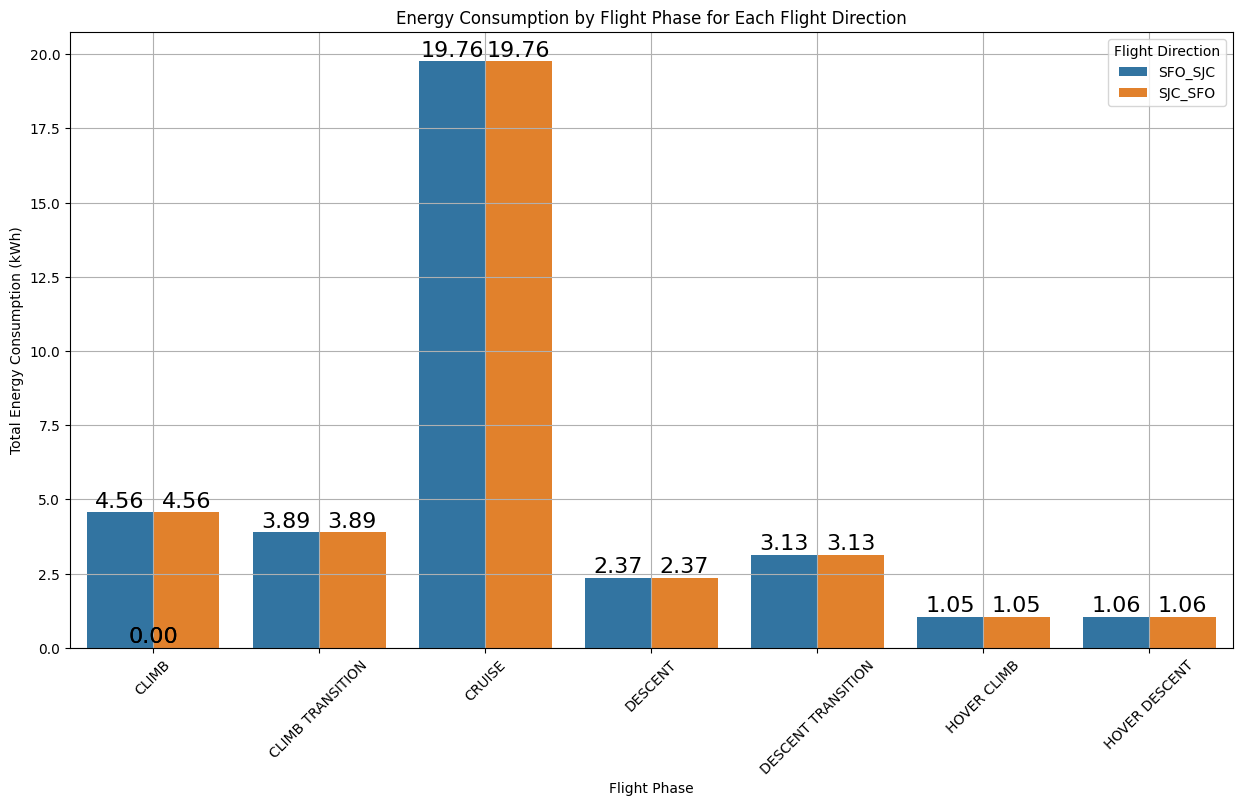 Energy Consumption by Flight Phase for Each Flight Direction
Flight Direction
SFO_SJC
SJC_SFO
Total Energy Consumption (kWh)
20.0
17.5
15.0
12.5
10.0
7.5
5.0
2.5
0.0
4.56 4.56
0.00
3.89 3.89
19.76 19.76
2.37 2.37
3.13 3.13
1.05 1.05
1.06 1.06
CLIMB
CLIMB TRANSITION
CRUISE
DESCENT
DESCENT TRANSITION
HOVER CLIMB
HOVER DESCENT
Flight Phase